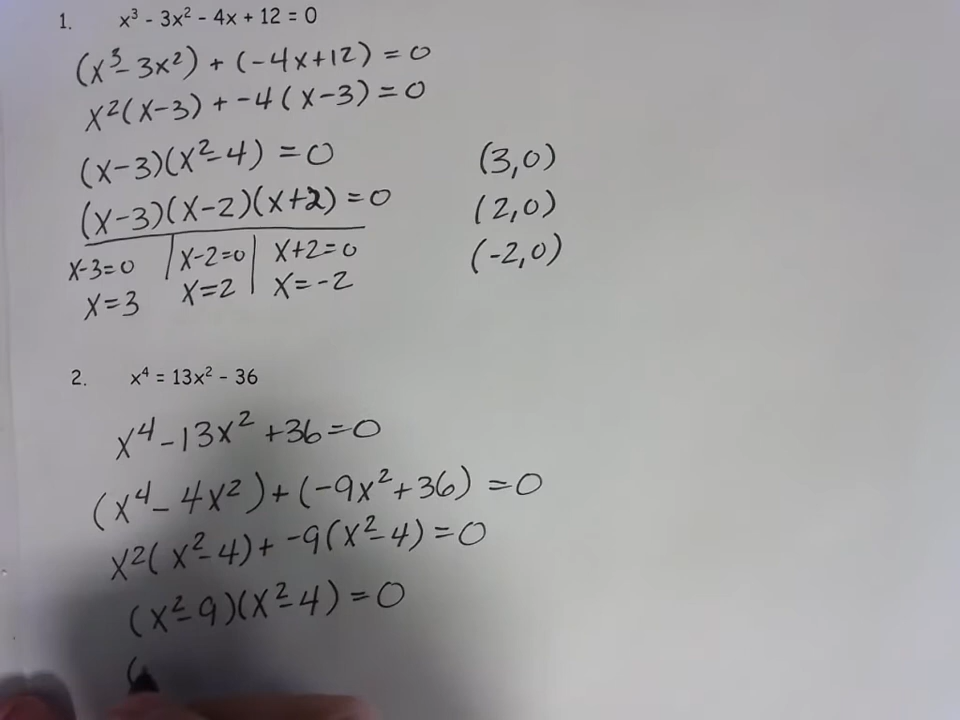 1. x³ - 3x² - 4x + 12 = 0
(x³ - 3x²) + (-4x+12) = 0
x²(x-3) + -4(x-3) = 0
(x-3)(x²-4) = 0 (3,0)
(x-3)(x-2)(x+2) = 0 (2,0)
x-3=0 | x-2=0 | x+2=0 (-2,0)
x=3 x=2 | x=-2
2. x⁴ = 13x² - 36
x⁴ - 13x² + 36 = 0
(x⁴ - 4x²) + (-9x² + 36) = 0
x²(x²-4) + -9(x²-4) = 0
(x²-9)(x²-4) = 0
(